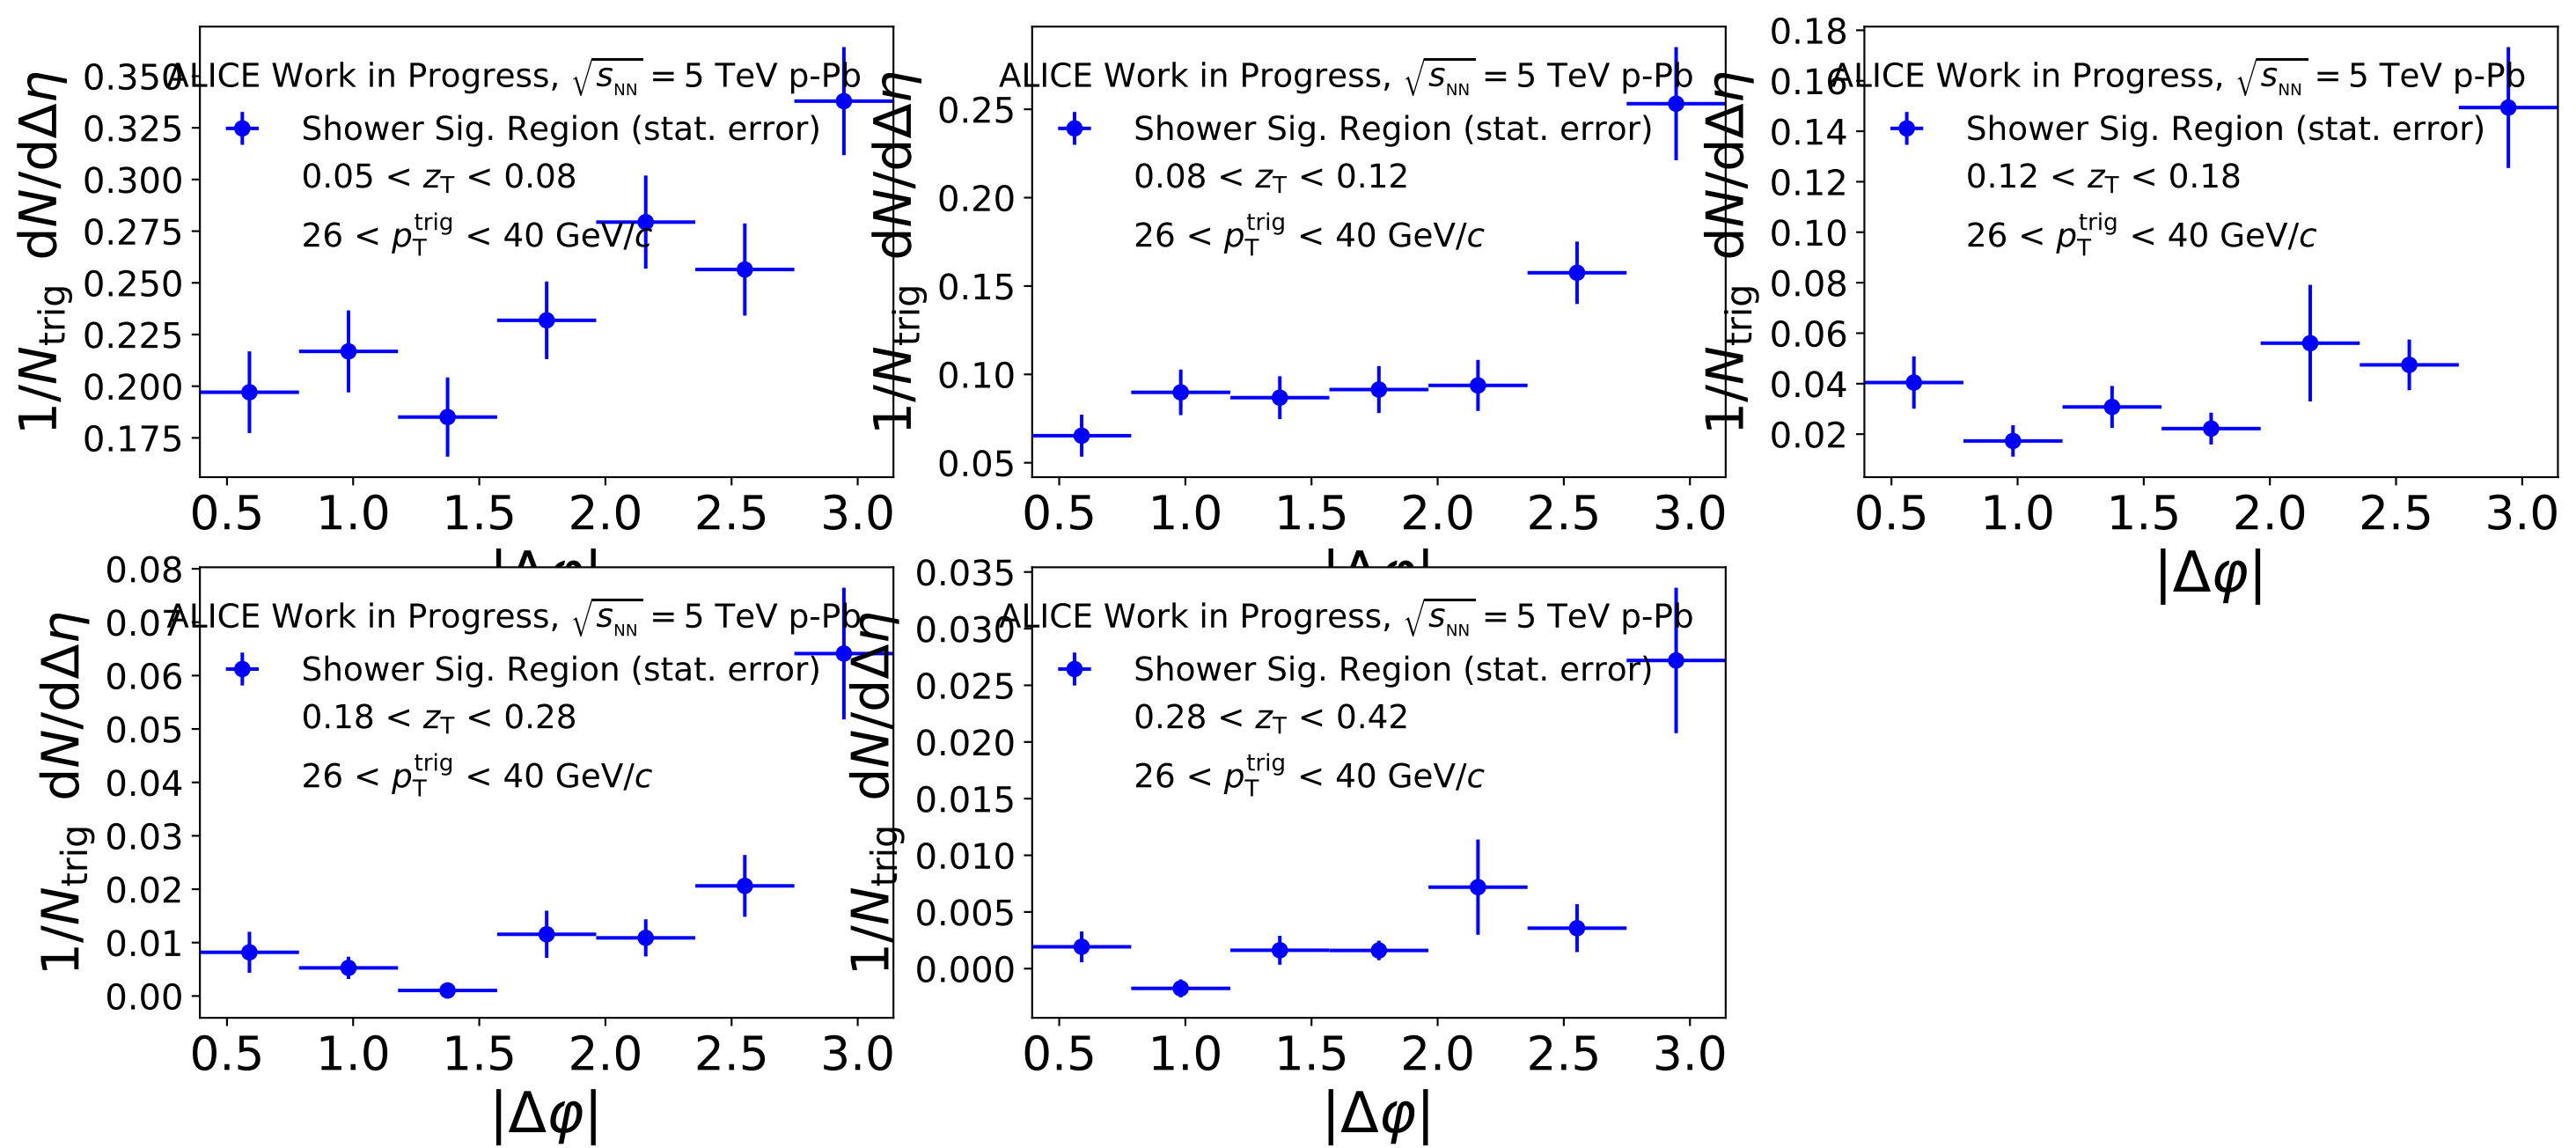 ALICE Work in Progress, √s_NN = 5 TeV p-Pb
Shower Sig. Region (stat. error)
0.05 < z_T < 0.08
26 < p_T^trig < 40 GeV/c
1/N_trig dN/dΔη
0.350
0.325
0.300
0.275
0.250
0.225
0.200
0.175
0.5 1.0 1.5 2.0 2.5 3.0
|Δφ|
ALICE Work in Progress, √s_NN = 5 TeV p-Pb
Shower Sig. Region (stat. error)
0.08 < z_T < 0.12
26 < p_T^trig < 40 GeV/c
1/N_trig dN/dΔη
0.25
0.20
0.15
0.10
0.05
0.5 1.0 1.5 2.0 2.5 3.0
|Δφ|
ALICE Work in Progress, √s_NN = 5 TeV p-Pb
Shower Sig. Region (stat. error)
0.12 < z_T < 0.18
26 < p_T^trig < 40 GeV/c
1/N_trig dN/dΔη
0.18
0.16
0.14
0.12
0.10
0.08
0.06
0.04
0.02
0.5 1.0 1.5 2.0 2.5 3.0
|Δφ|
ALICE Work in Progress, √s_NN = 5 TeV p-Pb
Shower Sig. Region (stat. error)
0.18 < z_T < 0.28
26 < p_T^trig < 40 GeV/c
1/N_trig dN/dΔη
0.08
0.07
0.06
0.05
0.04
0.03
0.02
0.01
0.00
0.5 1.0 1.5 2.0 2.5 3.0
|Δφ|
ALICE Work in Progress, √s_NN = 5 TeV p-Pb
Shower Sig. Region (stat. error)
0.28 < z_T < 0.42
26 < p_T^trig < 40 GeV/c
1/N_trig dN/dΔη
0.035
0.030
0.025
0.020
0.015
0.010
0.005
0.000
0.5 1.0 1.5 2.0 2.5 3.0
|Δφ|